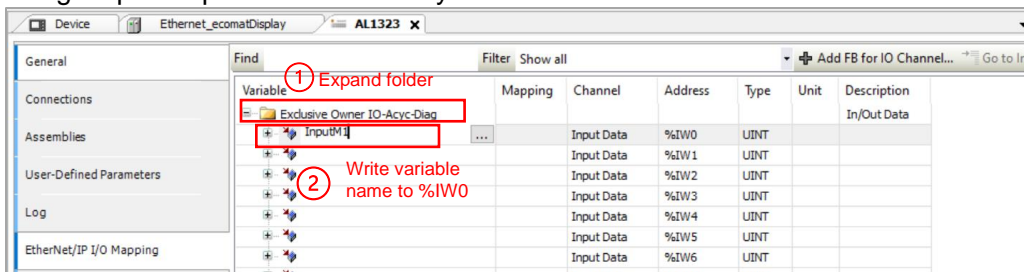 Device Ethernet_ecomatDisplay AL1323 X
General
Connections
Assemblies
User-Defined Parameters
Log
EtherNet/IP I/O Mapping
Find Filter Show all Add FB for IO Channel... Go to In
1 Expand folder
Variable Mapping Channel Address Type Unit Description
Exclusive Owner IO-Acyc-Diag In/Out Data
InputM1 ... Input Data %IW0 UINT
Input Data %IW1 UINT
Input Data %IW2 UINT
Input Data %IW3 UINT
Input Data %IW4 UINT
Input Data %IW5 UINT
Input Data %IW6 UINT
2 Write variable
name to %IW0